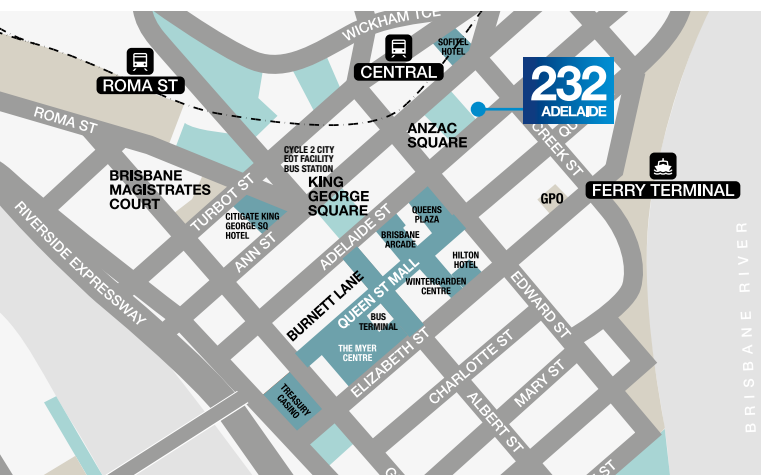 WICKHAM TCE
SOFITEL
HOTEL
CENTRAL
ROMA ST
232
ADELAIDE
ROMA ST
ANZAC
SQUARE
CREEK ST
QU
CYCLE 2 CITY
EOT FACILITY
BUS STATION
BRISBANE
MAGISTRATES
COURT
TURBOT ST
KING
GEORGE
SQUARE
FERRY TERMINAL
GPO
CITIGATE KING
GEORGE SQ
HOTEL
ANN ST
ADELAIDE ST
QUEENS
PLAZA
BRISBANE
ARCADE
HILTON
HOTEL
WINTERGARDEN
CENTRE
RIVERSIDE EXPRESSWAY
BURNETT LANE
QUEEN ST MALL
BUS
TERMINAL
THE MYER
CENTRE
EDWARD ST
ELIZABETH ST
CHARLOTTE ST
MARY ST
ALBERT ST
TREASURY
CASINO
BRISBANE RIVER
G
ST